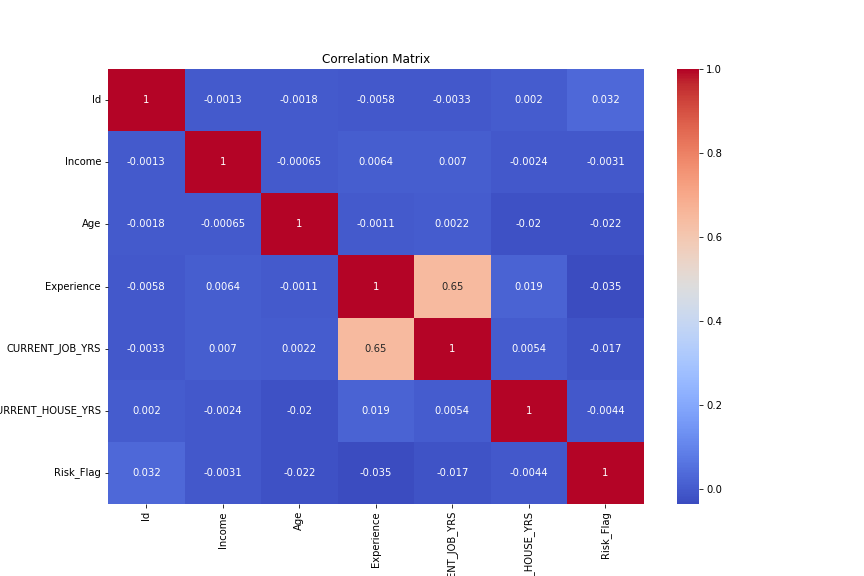 Correlation Matrix
Id 1 -0.0013 -0.0018 -0.0058 -0.0033 0.002 0.032
Income -0.0013 1 -0.00065 0.0064 0.007 -0.0024 -0.0031
Age -0.0018 -0.00065 1 -0.0011 0.0022 -0.02 -0.022
Experience -0.0058 0.0064 -0.0011 1 0.65 0.019 -0.035
CURRENT_JOB_YRS -0.0033 0.007 0.0022 0.65 1 0.0054 -0.017
URRENT_HOUSE_YRS 0.002 -0.0024 -0.02 0.019 0.0054 1 -0.0044
Risk_Flag 0.032 -0.0031 -0.022 -0.035 -0.017 -0.0044 1
Id
Income
Age
Experience
ENT_JOB_YRS
_HOUSE_YRS
Risk_Flag
1.0
0.8
0.6
0.4
0.2
0.0